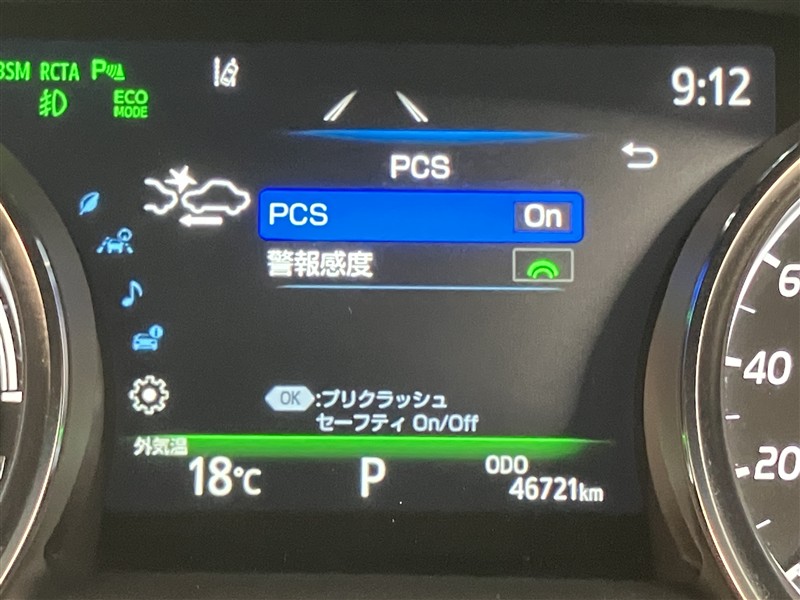 BSM RCTA P
ECO
MODE
9:12
PCS
PCS On
警報感度
OK :プリクラッシュ
セーフティ On/Off
外気温
18℃ P ODO
46721km
6
40
20